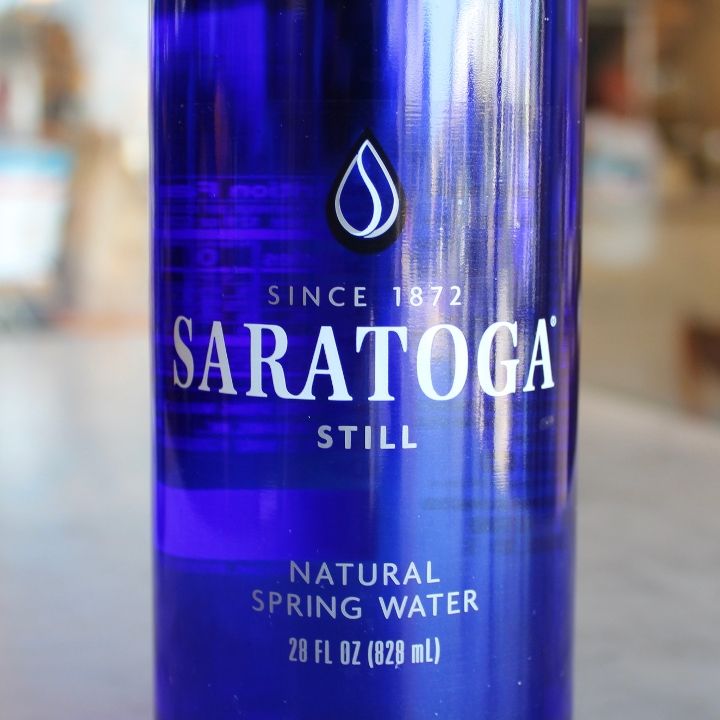 SINCE 1872
SARATOGA®
STILL
NATURAL
SPRING WATER
28 FL OZ (828 mL)